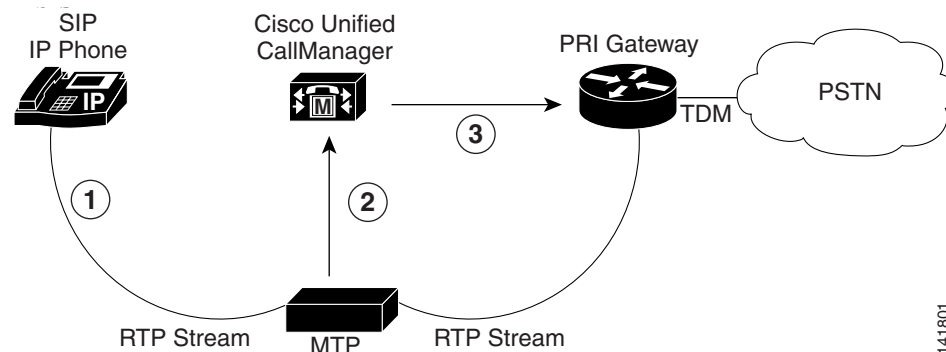 SIP
IP Phone
Cisco Unified
CallManager
PRI Gateway
IP
M
PSTN
TDM
3
1
2
RTP Stream
MTP
RTP Stream
141801